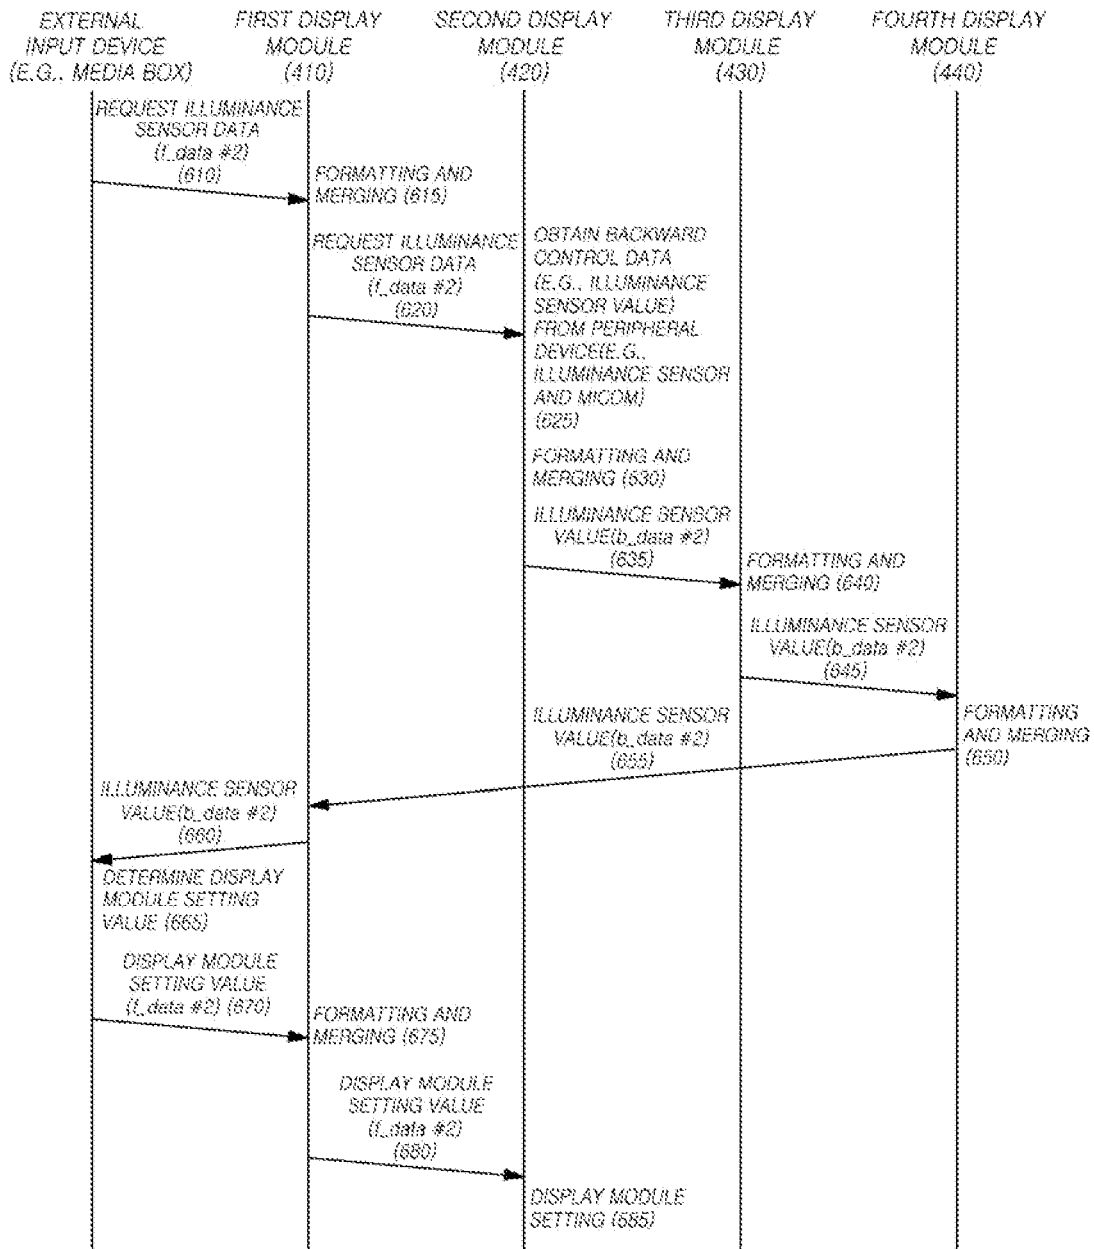 EXTERNAL
INPUT DEVICE
(E.G., MEDIA BOX)
FIRST DISPLAY
MODULE
(410)
SECOND DISPLAY
MODULE
(420)
THIRD DISPLAY
MODULE
(430)
FOURTH DISPLAY
MODULE
(440)
REQUEST ILLUMINANCE
SENSOR DATA
(f_data #2)
(610)
FORMATTING AND
MERGING (615)
REQUEST ILLUMINANCE
SENSOR DATA
(f_data #2)
(620)
OBTAIN BACKWARD
CONTROL DATA
(E.G., ILLUMINANCE
SENSOR VALUE)
FROM PERIPHERAL
DEVICE(E.G.,
ILLUMINANCE SENSOR
AND MICOM)
(625)
FORMATTING AND
MERGING (630)
ILLUMINANCE SENSOR
VALUE(b_data #2)
(635)
FORMATTING AND
MERGING (640)
ILLUMINANCE SENSOR
VALUE(b_data #2)
(645)
FORMATTING
AND MERGING
(650)
ILLUMINANCE SENSOR
VALUE(b_data #2)
(655)
ILLUMINANCE SENSOR
VALUE(b_data #2)
(660)
DETERMINE DISPLAY
MODULE SETTING
VALUE (665)
DISPLAY MODULE
SETTING VALUE
(f_data #2) (670)
FORMATTING AND
MERGING (675)
DISPLAY MODULE
SETTING VALUE
(f_data #2)
(680)
DISPLAY MODULE
SETTING (685)